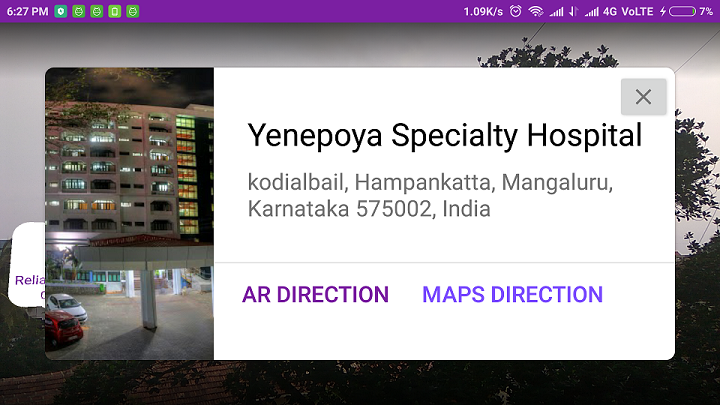 6:27 PM 1.09K/s 4G VoLTE 7%
Yenepoya Specialty Hospital
kodialbail, Hampankatta, Mangaluru,
Karnataka 575002, India
Relia
AR DIRECTION MAPS DIRECTION